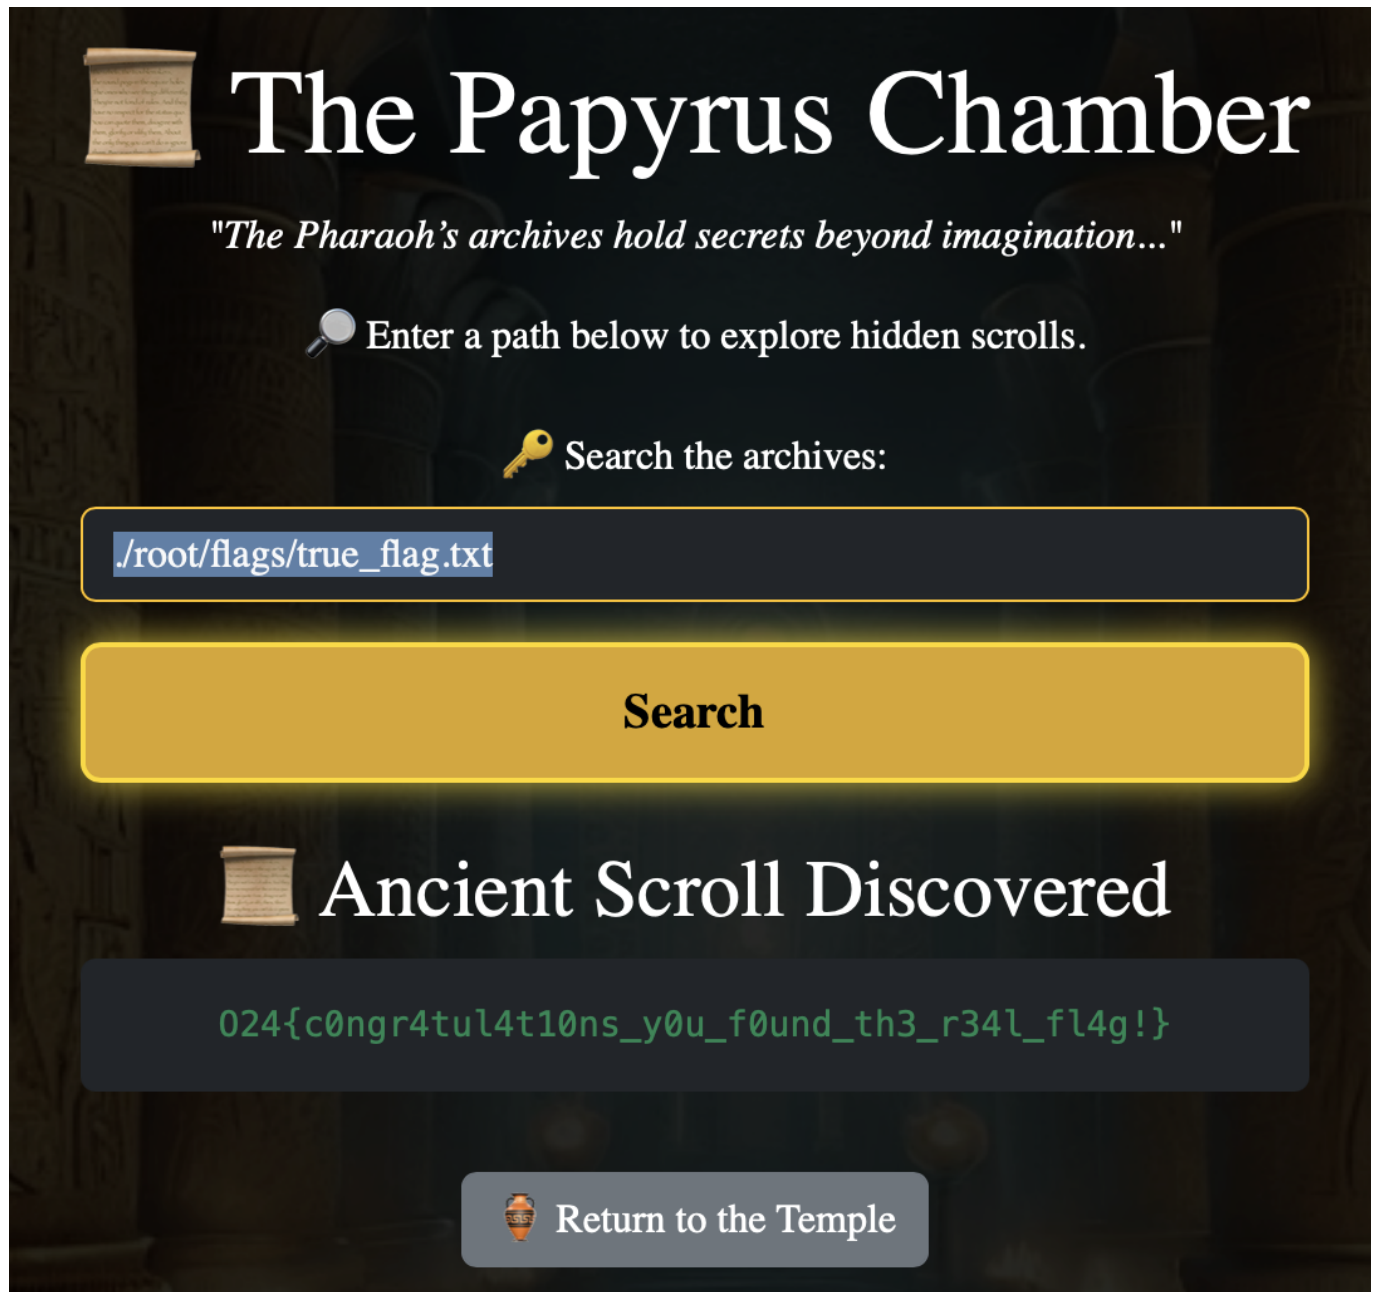 The Papyrus Chamber
"The Pharaoh’s archives hold secrets beyond imagination..."
Enter a path below to explore hidden scrolls.
Search the archives:
./root/flags/true_flag.txt
Search
Ancient Scroll Discovered
O24{c0ngr4tul4t10ns_y0u_f0und_th3_r34l_fl4g!}
Return to the Temple